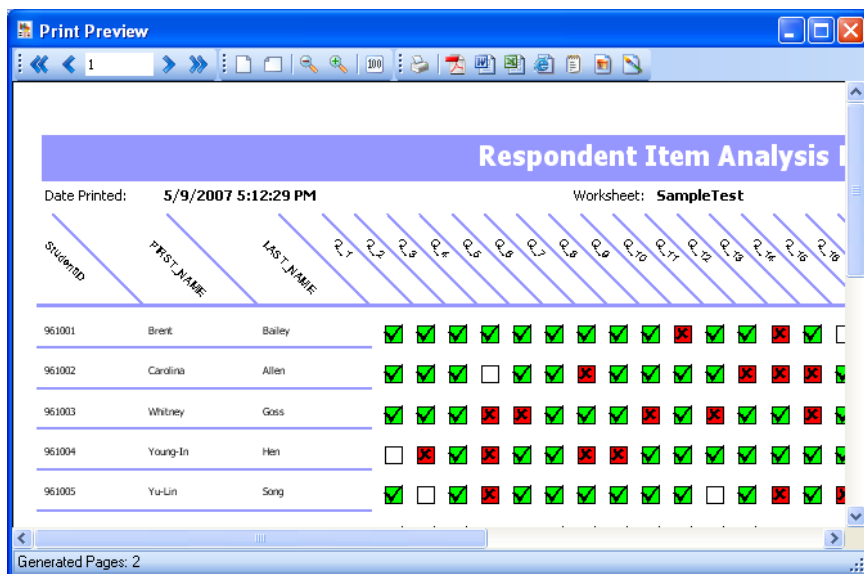 Print Preview
1
100
Respondent Item Analysis
Date Printed: 5/9/2007 5:12:29 PM Worksheet: SampleTest
StudentID FIRST_NAME LAST_NAME Q_1 Q_2 Q_3 Q_4 Q_5 Q_6 Q_7 Q_8 Q_9 Q_10 Q_11 Q_12 Q_13 Q_14 Q_15 Q_16
961001 Brent Bailey
961002 Carolina Allen
961003 Whitney Goss
961004 Young-In Hen
961005 Yu-Lin Song
Generated Pages: 2